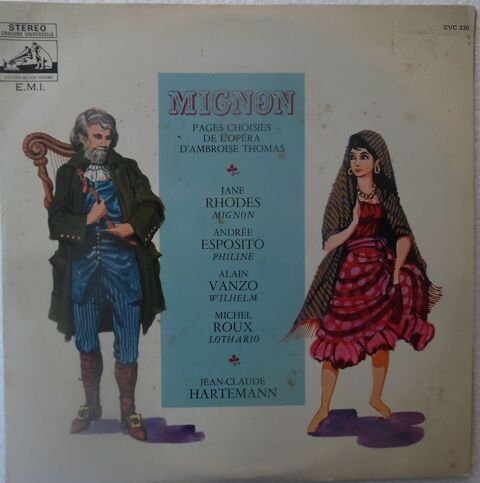 STEREO
GRAVURE UNIVERSELLE
LA VOIX DE SON MAITRE
E.M.I.
CVC 330
MIGNON
PAGES CHOISIES
DE L'OPÉRA
D'AMBROISE THOMAS
JANE
RHODES
MIGNON
ANDRÉE
ESPOSITO
PHILINE
ALAIN
VANZO
WILHELM
MICHEL
ROUX
LOTHARIO
JEAN-CLAUDE
HARTEMANN